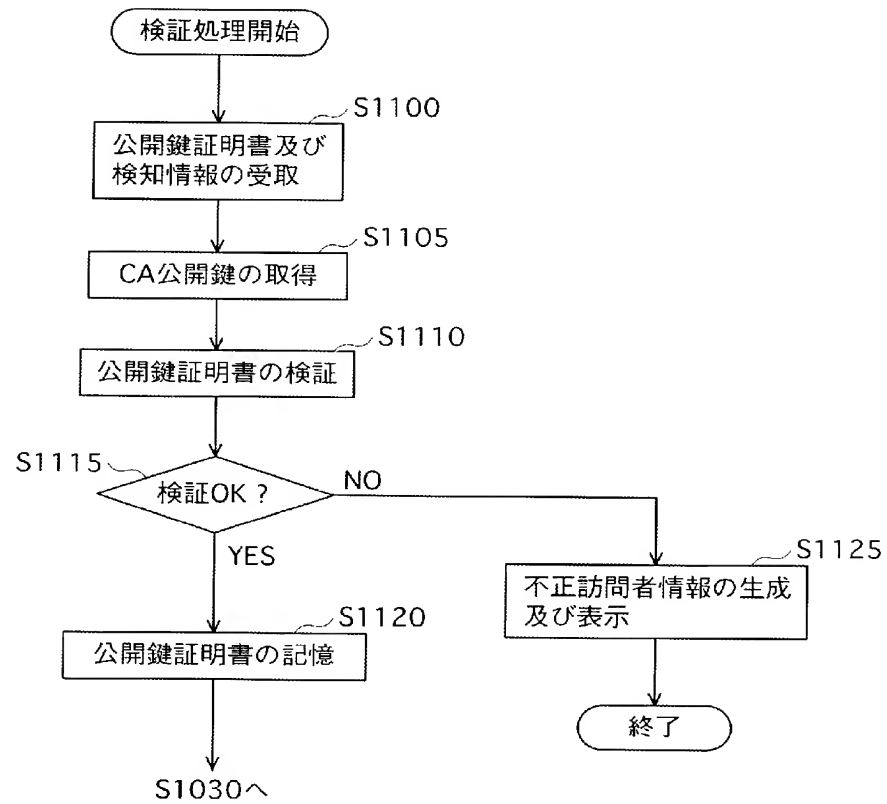 検証処理開始
S1100
公開鍵証明書及び
検知情報の受取
S1105
CA公開鍵の取得
S1110
公開鍵証明書の検証
S1115
検証OK？
NO
YES
S1120
公開鍵証明書の記憶
S1030へ
S1125
不正訪問者情報の生成
及び表示
終了